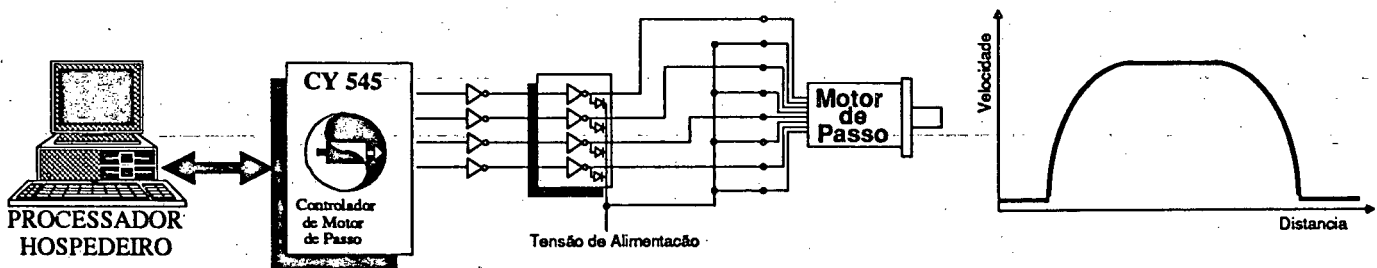 PROCESSADOR
HOSPEDEIRO
CY 545
Controlador
de Motor
de Passo
Tensão de Alimentacão
Motor
de
Passo
Velocidade
Distancia